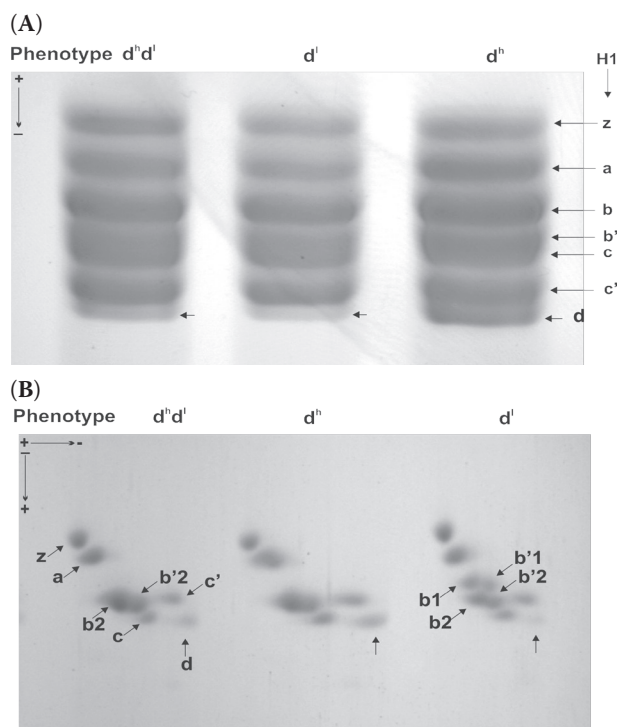 (A)
Phenotype dʰdˡ dˡ dʰ H1
+
−
z
a
b
b'
c
c'
d
(B)
Phenotype dʰdˡ dʰ dˡ
+ -
−
+
z
a
b'2
c'
b2
c
d
b'1
b'2
b1
b2